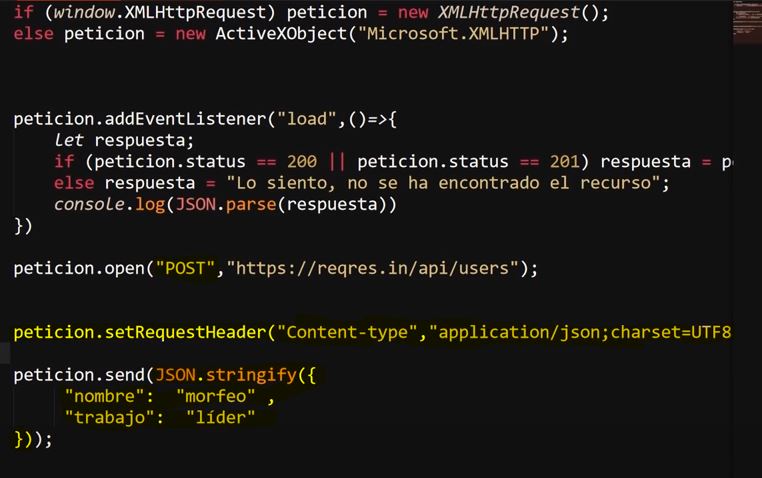 if (window.XMLHttpRequest) peticion = new XMLHttpRequest();
else peticion = new ActiveXObject("Microsoft.XMLHTTP");
peticion.addEventListener("load",()=>{
let respuesta;
if (peticion.status == 200 || peticion.status == 201) respuesta =
else respuesta = "Lo siento, no se ha encontrado el recurso";
console.log(JSON.parse(respuesta))
})
peticion.open("POST","https://reqres.in/api/users");
peticion.setRequestHeader("Content-type","application/json;charset=UTF8
peticion.send(JSON.stringify({
"nombre": "morfeo" ,
"trabajo": "líder"
}));